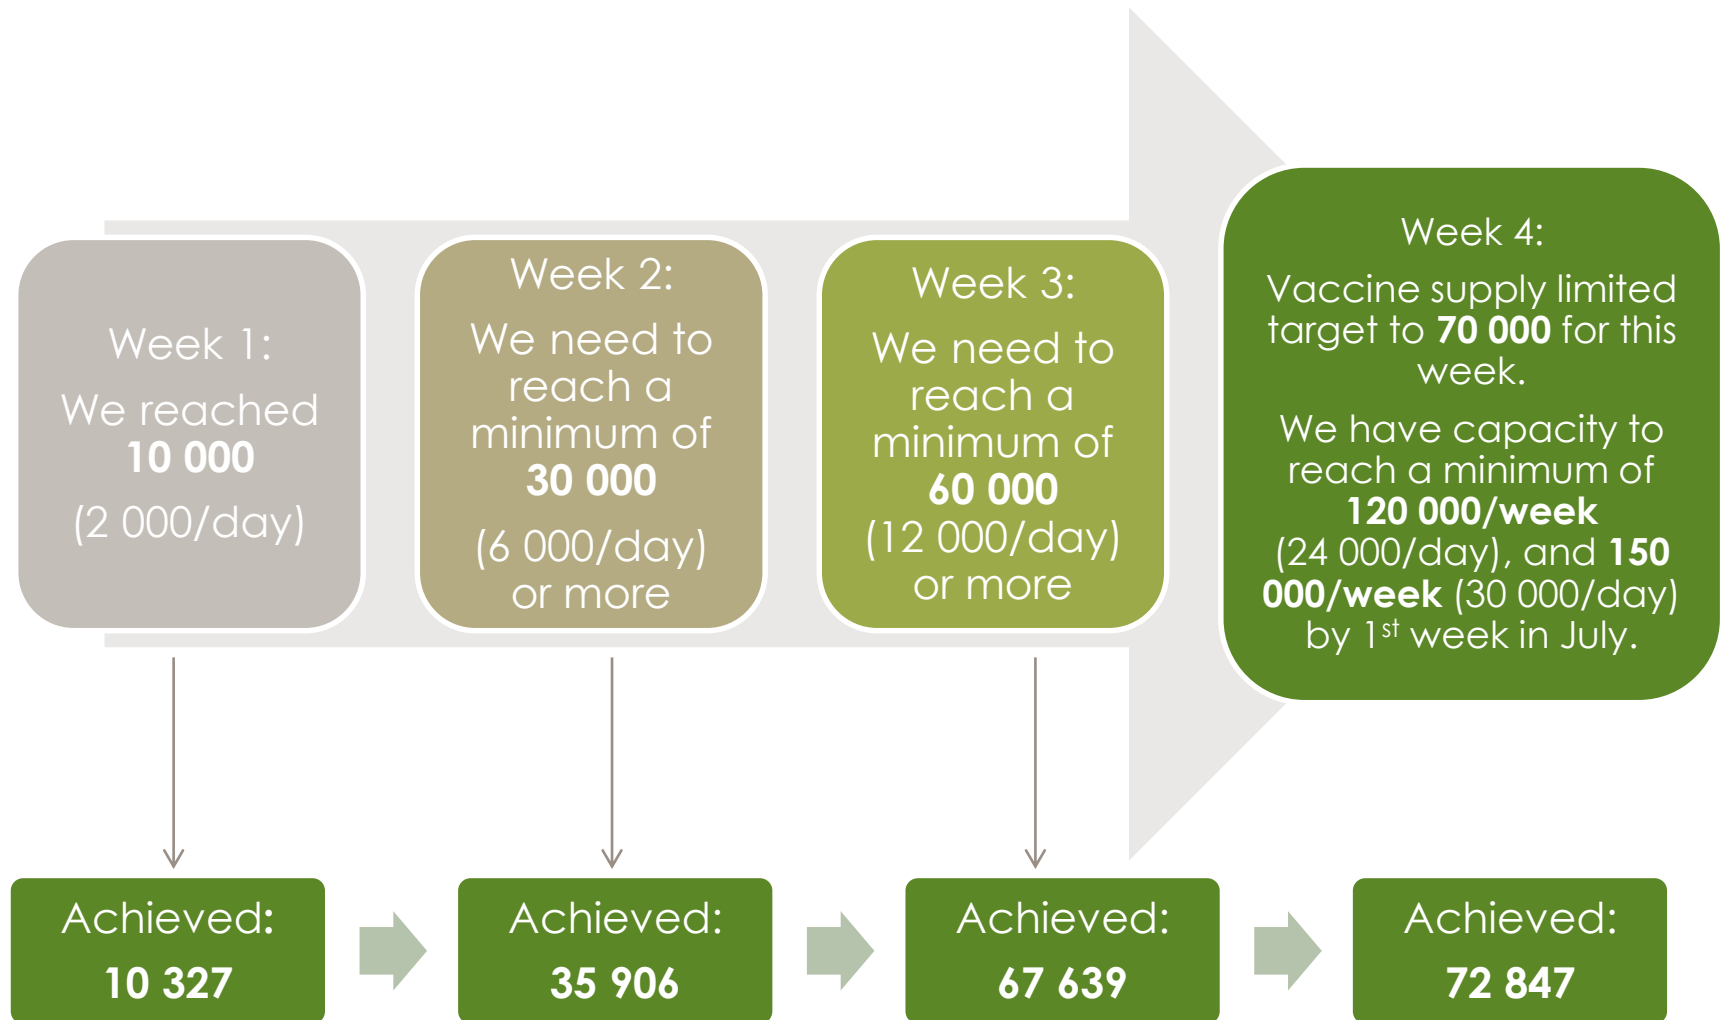 Week 1:
We reached
10 000
(2 000/day)
Week 2:
We need to
reach a
minimum of
30 000
(6 000/day)
or more
Week 3:
We need to
reach a
minimum of
60 000
(12 000/day)
or more
Week 4:
Vaccine supply limited
target to 70 000 for this
week.
We have capacity to
reach a minimum of
120 000/week
(24 000/day), and 150
000/week (30 000/day)
by 1st week in July.
Achieved:
10 327
Achieved:
35 906
Achieved:
67 639
Achieved:
72 847